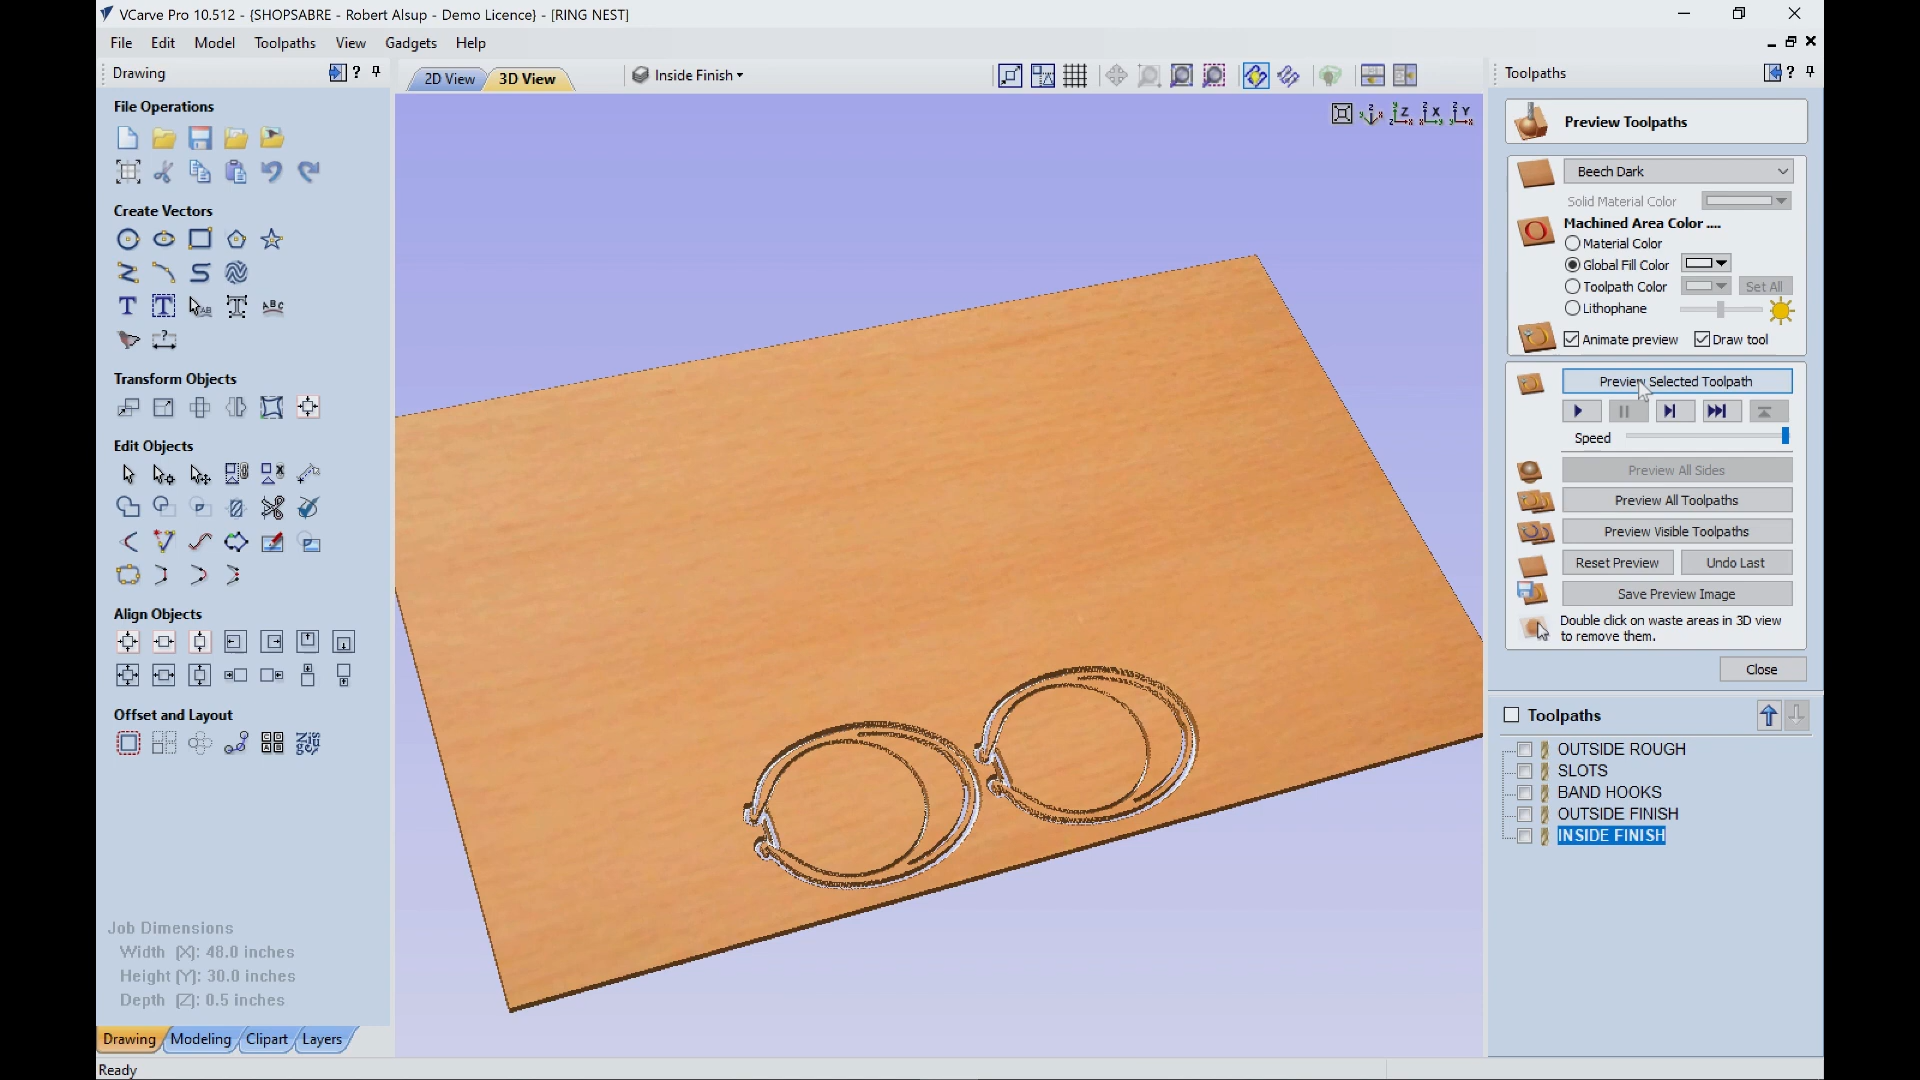 VCarve Pro 10.512 - {SHOPSABRE - Robert Alsup - Demo Licence} - [RING NEST]
File Edit Model Toolpaths View Gadgets Help
Drawing
2D View
3D View
Inside Finish
Toolpaths
File Operations
Create Vectors
Transform Objects
Edit Objects
Align Objects
Offset and Layout
Job Dimensions
Width (X): 48.0 inches
Height (Y): 30.0 inches
Depth (Z): 0.5 inches
Drawing
Modeling
Clipart
Layers
Ready
Preview Toolpaths
Beech Dark
Solid Material Color
Machined Area Color ....
Material Color
Global Fill Color
Toolpath Color
Set All
Lithophane
Animate preview
Draw tool
Preview Selected Toolpath
Speed
Preview All Sides
Preview All Toolpaths
Preview Visible Toolpaths
Reset Preview
Undo Last
Save Preview Image
Double click on waste areas in 3D view
to remove them.
Close
Toolpaths
OUTSIDE ROUGH
SLOTS
BAND HOOKS
OUTSIDE FINISH
INSIDE FINISH